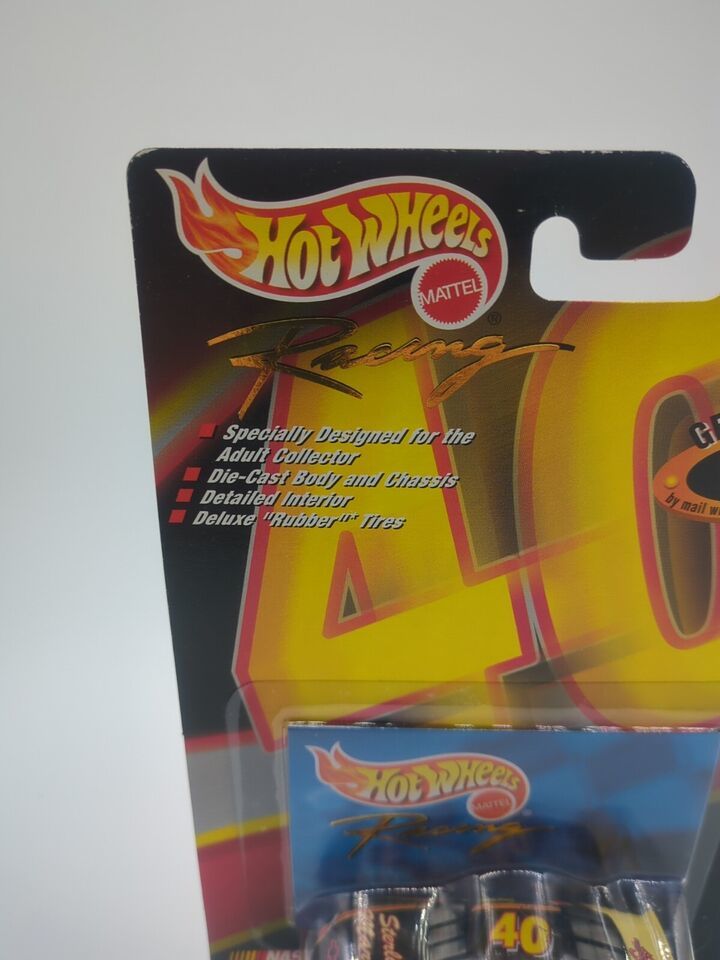 HOT WHEELS
MATTEL
®
Racing
40
Specially Designed for the
Adult Collector
Die-Cast Body and Chassis
Detailed Interior
Deluxe "Rubber"* Tires
by mail
HOT WHEELS
MATTEL
Racing
40